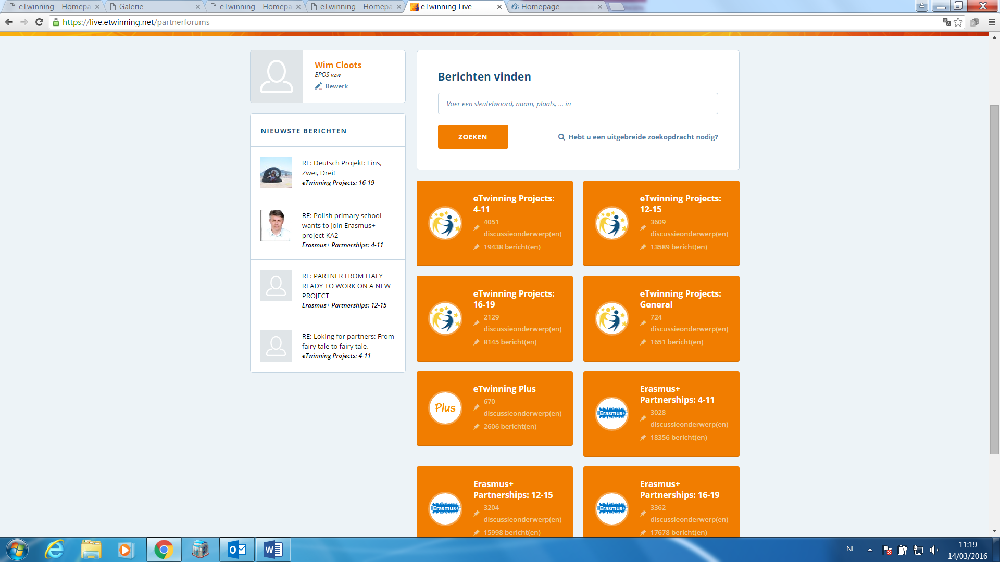 eTwinning - Homepa
Galerie
eTwinning - Homepa
eTwinning - Homepa
eTwinning Live
Homepage
https://live.etwinning.net/partnerforums
Wim Cloots
EPOS vzw
Bewerk
NIEUWSTE BERICHTEN
RE: Deutsch Projekt: Eins,
Zwei, Drei!
eTwinning Projects: 16-19
RE: Polish primary school
wants to join Erasmus+
project KA2
Erasmus+ Partnerships: 4-11
RE: PARTNER FROM ITALY
READY TO WORK ON A NEW
PROJECT
Erasmus+ Partnerships: 12-15
RE: Loking for partners: From
fairy tale to fairy tale.
eTwinning Projects: 4-11
Berichten vinden
Voer een sleutelwoord, naam, plaats, ... in
ZOEKEN
Hebt u een uitgebreide zoekopdracht nodig?
eTwinning Projects:
4-11
4051
discussieonderwerp(en)
19438 bericht(en)
eTwinning Projects:
12-15
3609
discussieonderwerp(en)
13589 bericht(en)
eTwinning Projects:
16-19
2129
discussieonderwerp(en)
8145 bericht(en)
eTwinning Projects:
General
724
discussieonderwerp(en)
1651 bericht(en)
Plus
eTwinning Plus
670
discussieonderwerp(en)
2606 bericht(en)
Erasmus+
Erasmus+
Partnerships: 4-11
3028
discussieonderwerp(en)
18356 bericht(en)
Erasmus+
Erasmus+
Partnerships: 12-15
3204
discussieonderwerp(en)
15998 bericht(en)
Erasmus+
Erasmus+
Partnerships: 16-19
3362
discussieonderwerp(en)
17678 bericht(en)
NL
11:19
14/03/2016